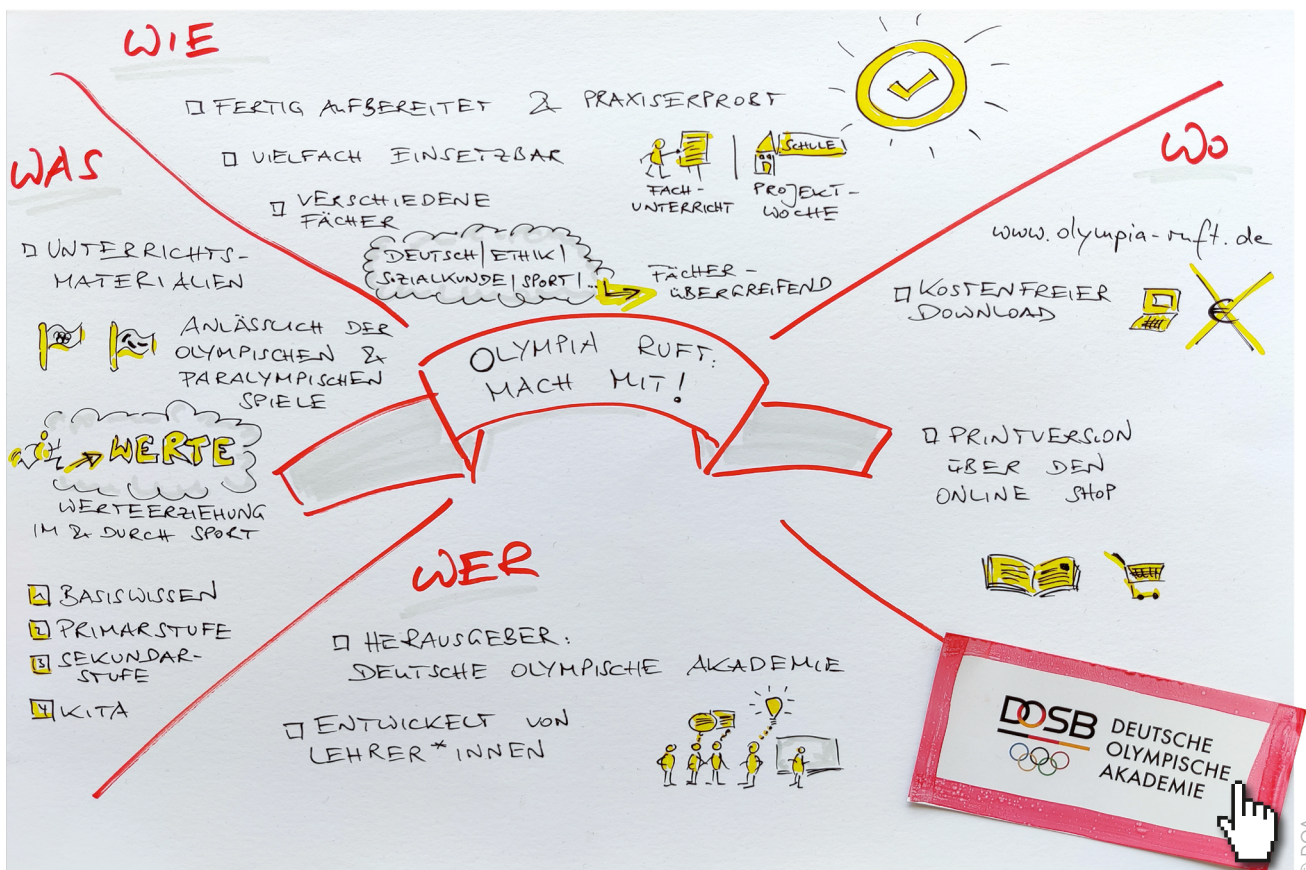 WIE
□ FERTIG AUFBEREITET & PRAXISERPROBT
□ VIELFACH EINSETZBAR
FACH-
UNTERRICHT
SCHULE
PROJEKT-
WOCHE
□ VERSCHIEDENE
FÄCHER
DEUTSCH | ETHIK |
SOZIALKUNDE | SPORT | ...
FÄCHER-
ÜBERGREIFEND
WAS
□ UNTERRICHTS-
MATERIALIEN
ANLÄSSLICH DER
OLYMPISCHEN &
PARALYMPISCHEN
SPIELE
WERTE
WERTEERZIEHUNG
IM & DURCH SPORT
1 BASISWISSEN
2 PRIMARSTUFE
3 SEKUNDAR-
STUFE
4 KITA
OLYMPIA RUFT:
MACH MIT!
WO
www.olympia-ruft.de
□ KOSTENFREIER
DOWNLOAD
€
□ PRINTVERSION
ÜBER DEN
ONLINE SHOP
WER
□ HERAUSGEBER:
DEUTSCHE OLYMPISCHE AKADEMIE
□ ENTWICKELT VON
LEHRER*INNEN
DOSB
DEUTSCHE
OLYMPISCHE
AKADEMIE
© DOA